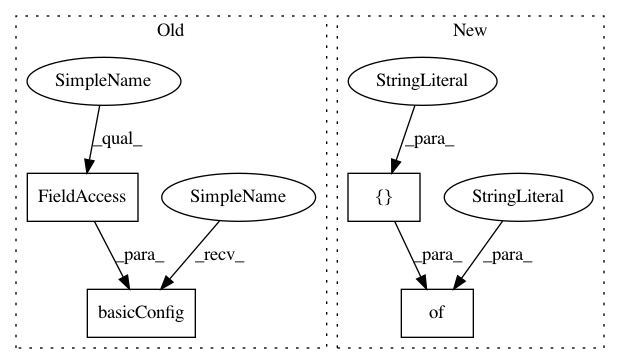 Old
New
SimpleName
StringLiteral
_qual_
_para_
FieldAccess
SimpleName
{}
StringLiteral
_para_
_recv_
_para_
_para_
basicConfig
of